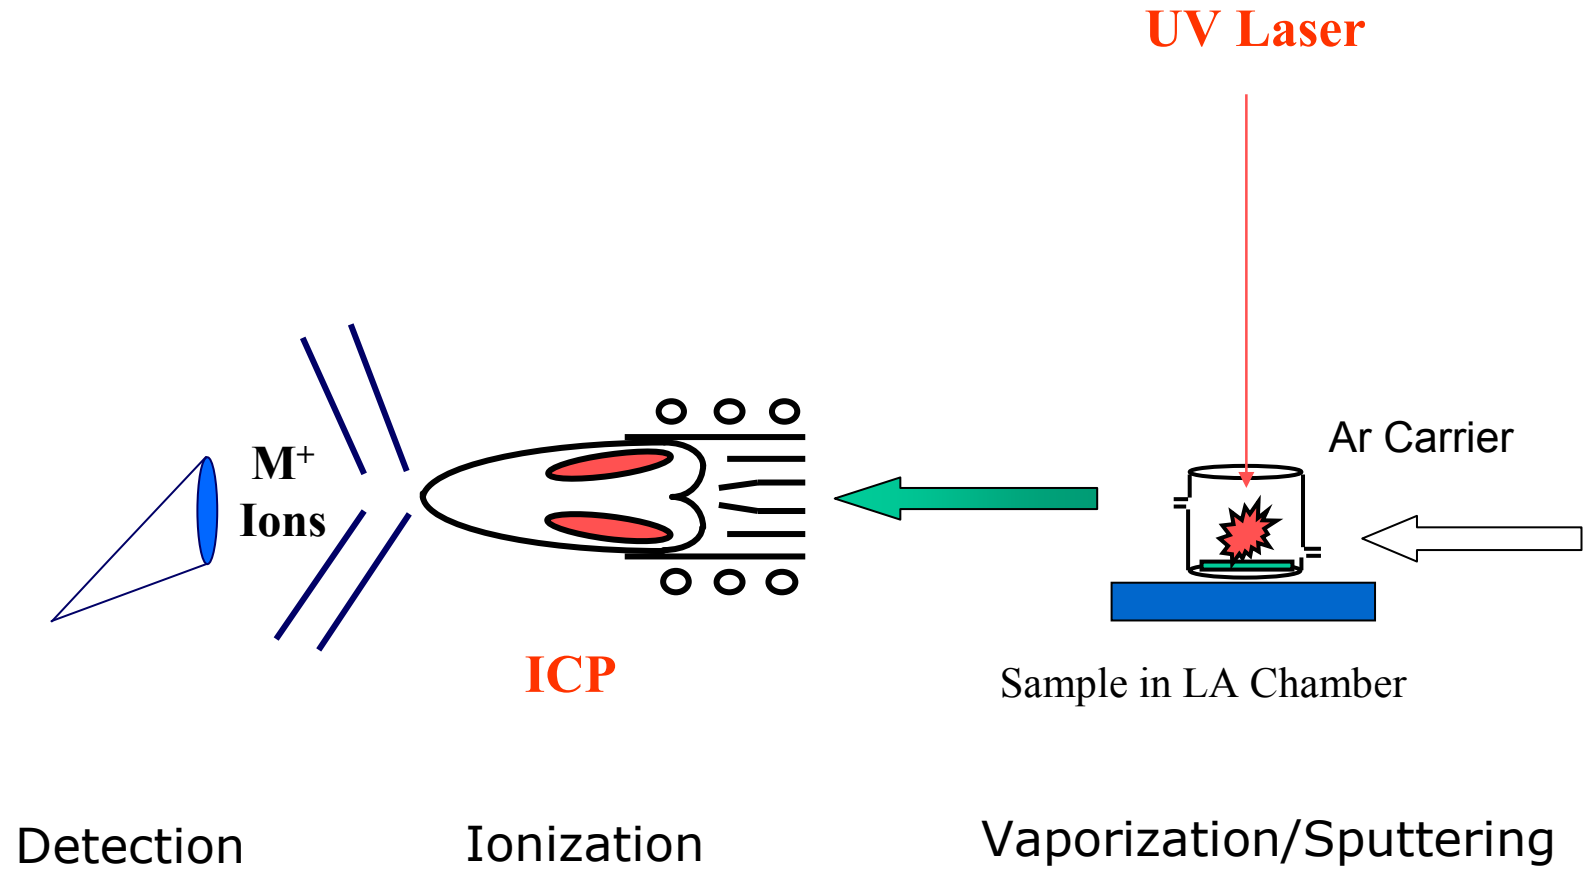 UV Laser
Ar Carrier
M⁺
Ions
ICP
Sample in LA Chamber
Detection
Ionization
Vaporization/Sputtering